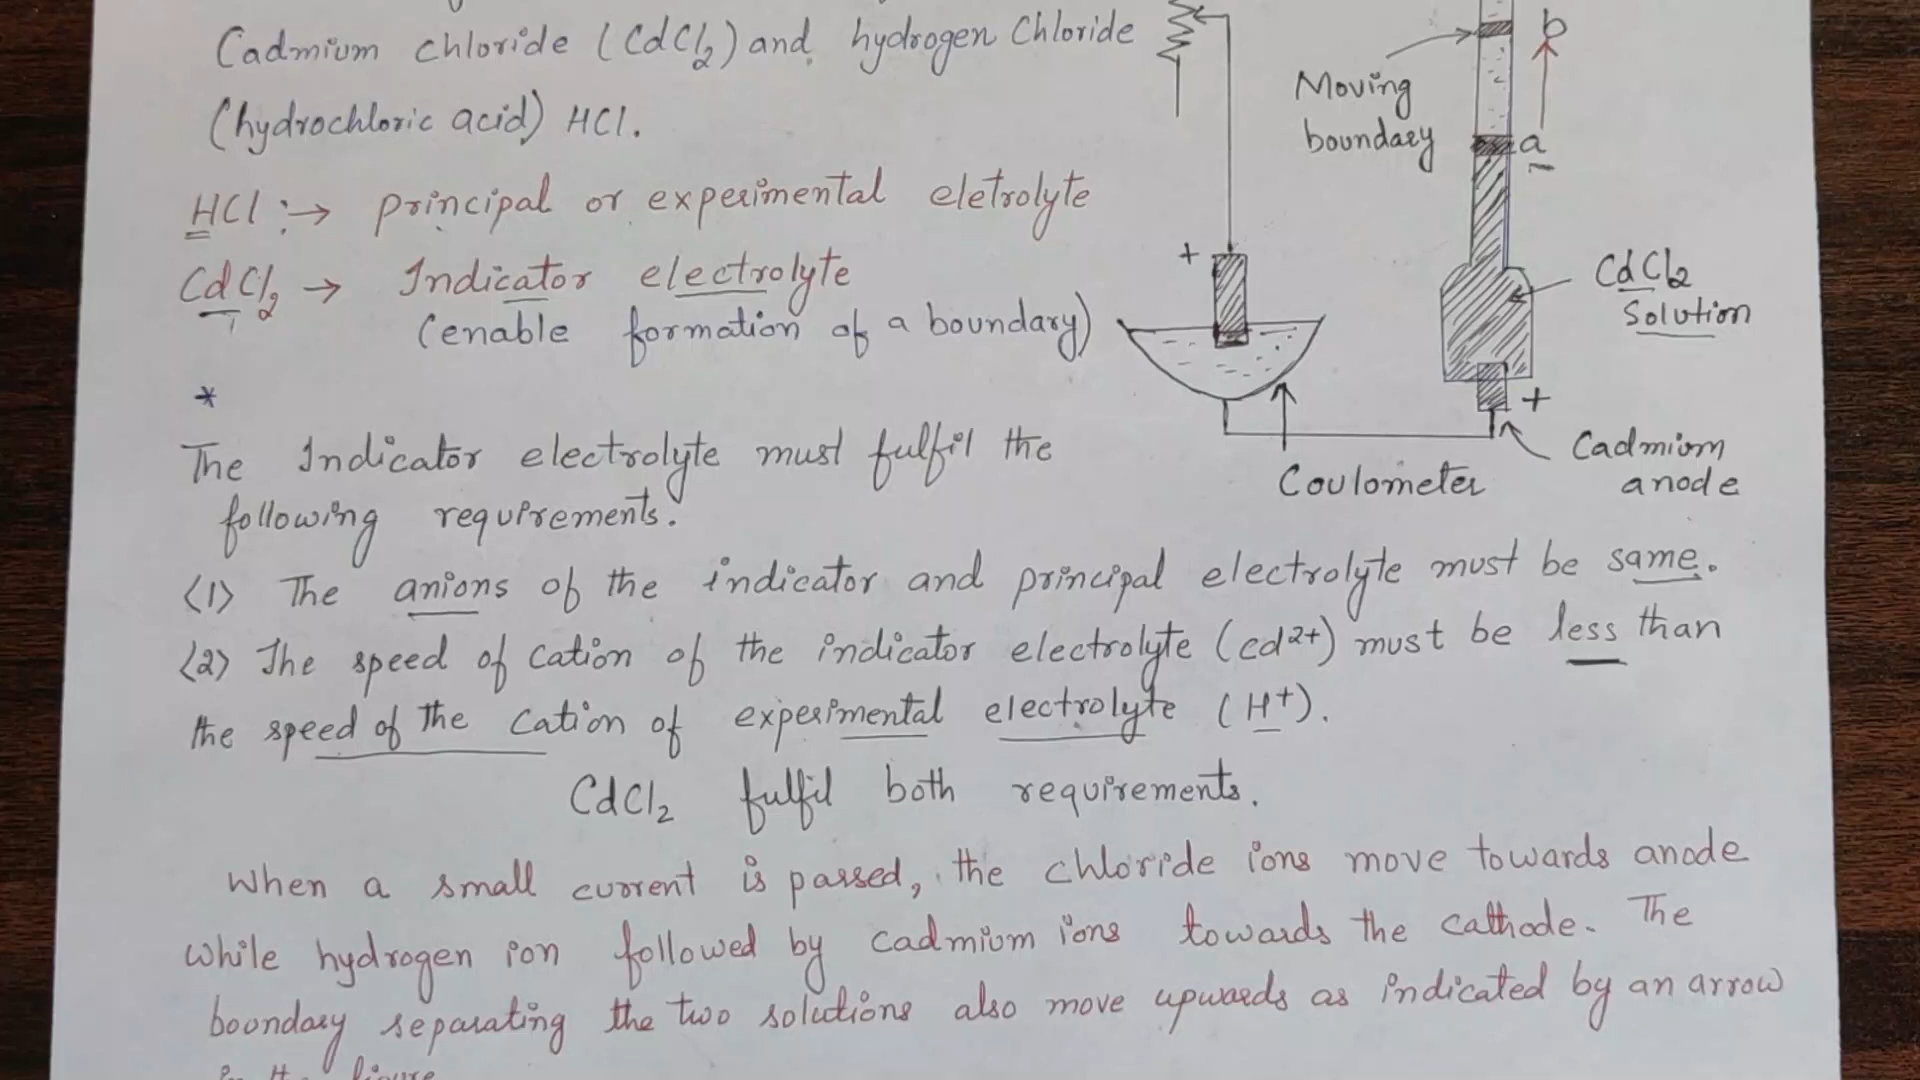 Cadmium chloride (CdCl2) and hydrogen Chloride
(hydrochloric acid) HCl.
HCl :→ principal or experimental eletrolyte
CdCl2 → Indicator electrolyte
(enable formation of a boundary)
*
The Indicator electrolyte must fulfil the
following requirements.
(1) The anions of the indicator and principal electrolyte must be same.
(2) The speed of cation of the indicator electrolyte (cd2+) must be less than
the speed of the cation of experimental electrolyte (H+).
CdCl2 fulfil both requirements.
When a small current is passed, the chloride ions move towards anode
while hydrogen ion followed by cadmium ions towards the cathode. The
boundary separating the two solutions also move upwards as indicated by an arrow
figure
b
Moving
boundary
a
+
CdCl2
Solution
+
Cadmium
anode
Coulometer